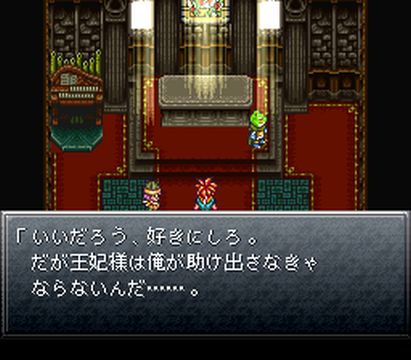 「いいだろう、好きにしろ。
だが王妃様は俺が助け出さなきゃ
ならないんだ……。